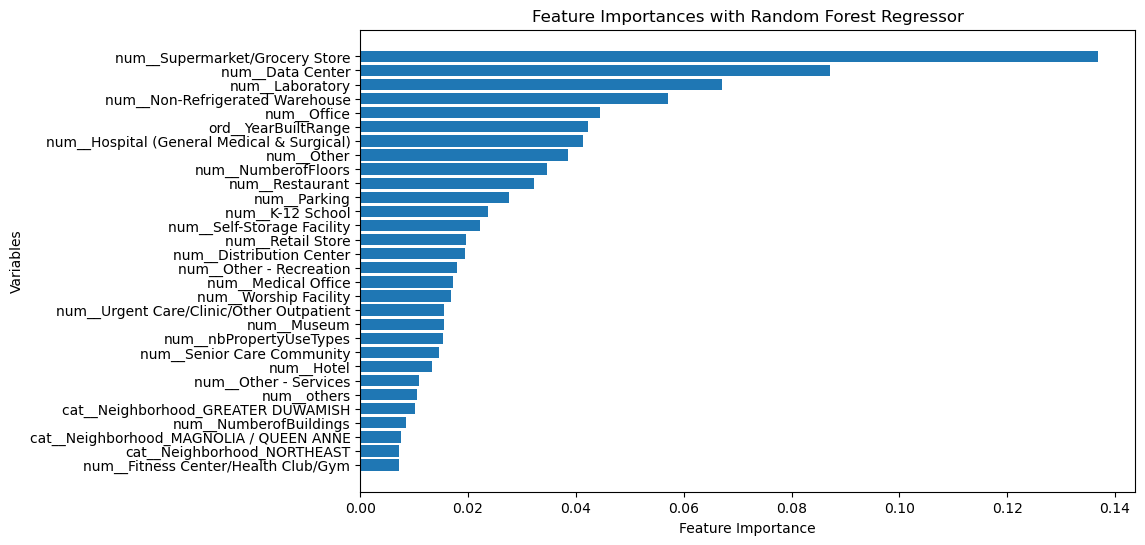 Feature Importances with Random Forest Regressor
Variables
num__Supermarket/Grocery Store
num__Data Center
num__Laboratory
num__Non-Refrigerated Warehouse
num__Office
ord__YearBuiltRange
num__Hospital (General Medical & Surgical)
num__Other
num__NumberofFloors
num__Restaurant
num__Parking
num__K-12 School
num__Self-Storage Facility
num__Retail Store
num__Distribution Center
num__Other - Recreation
num__Medical Office
num__Worship Facility
num__Urgent Care/Clinic/Other Outpatient
num__Museum
num__nbPropertyUseTypes
num__Senior Care Community
num__Hotel
num__Other - Services
num__others
cat__Neighborhood_GREATER DUWAMISH
num__NumberofBuildings
cat__Neighborhood_MAGNOLIA / QUEEN ANNE
cat__Neighborhood_NORTHEAST
num__Fitness Center/Health Club/Gym
0.00 0.02 0.04 0.06 0.08 0.10 0.12 0.14
Feature Importance